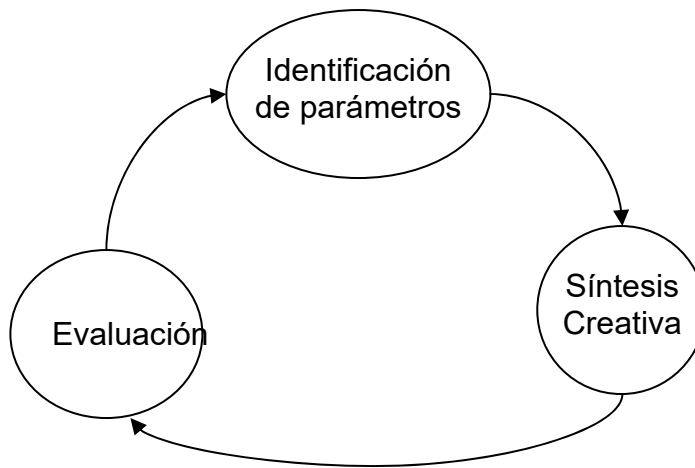 Identificación
de parámetros
Síntesis
Creativa
Evaluación